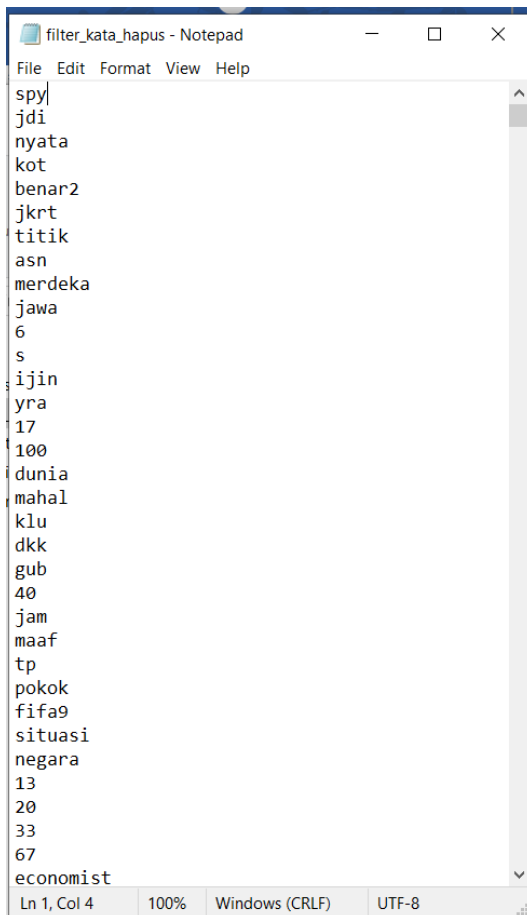 filter_kata_hapus - Notepad
File Edit Format View Help
spy
jdi
nyata
kot
benar2
jkrt
titik
asn
merdeka
jawa
6
s
ijin
yra
17
100
dunia
mahal
klu
dkk
gub
40
jam
maaf
tp
pokok
fifa9
situasi
negara
13
20
33
67
economist
Ln 1, Col 4 100% Windows (CRLF) UTF-8